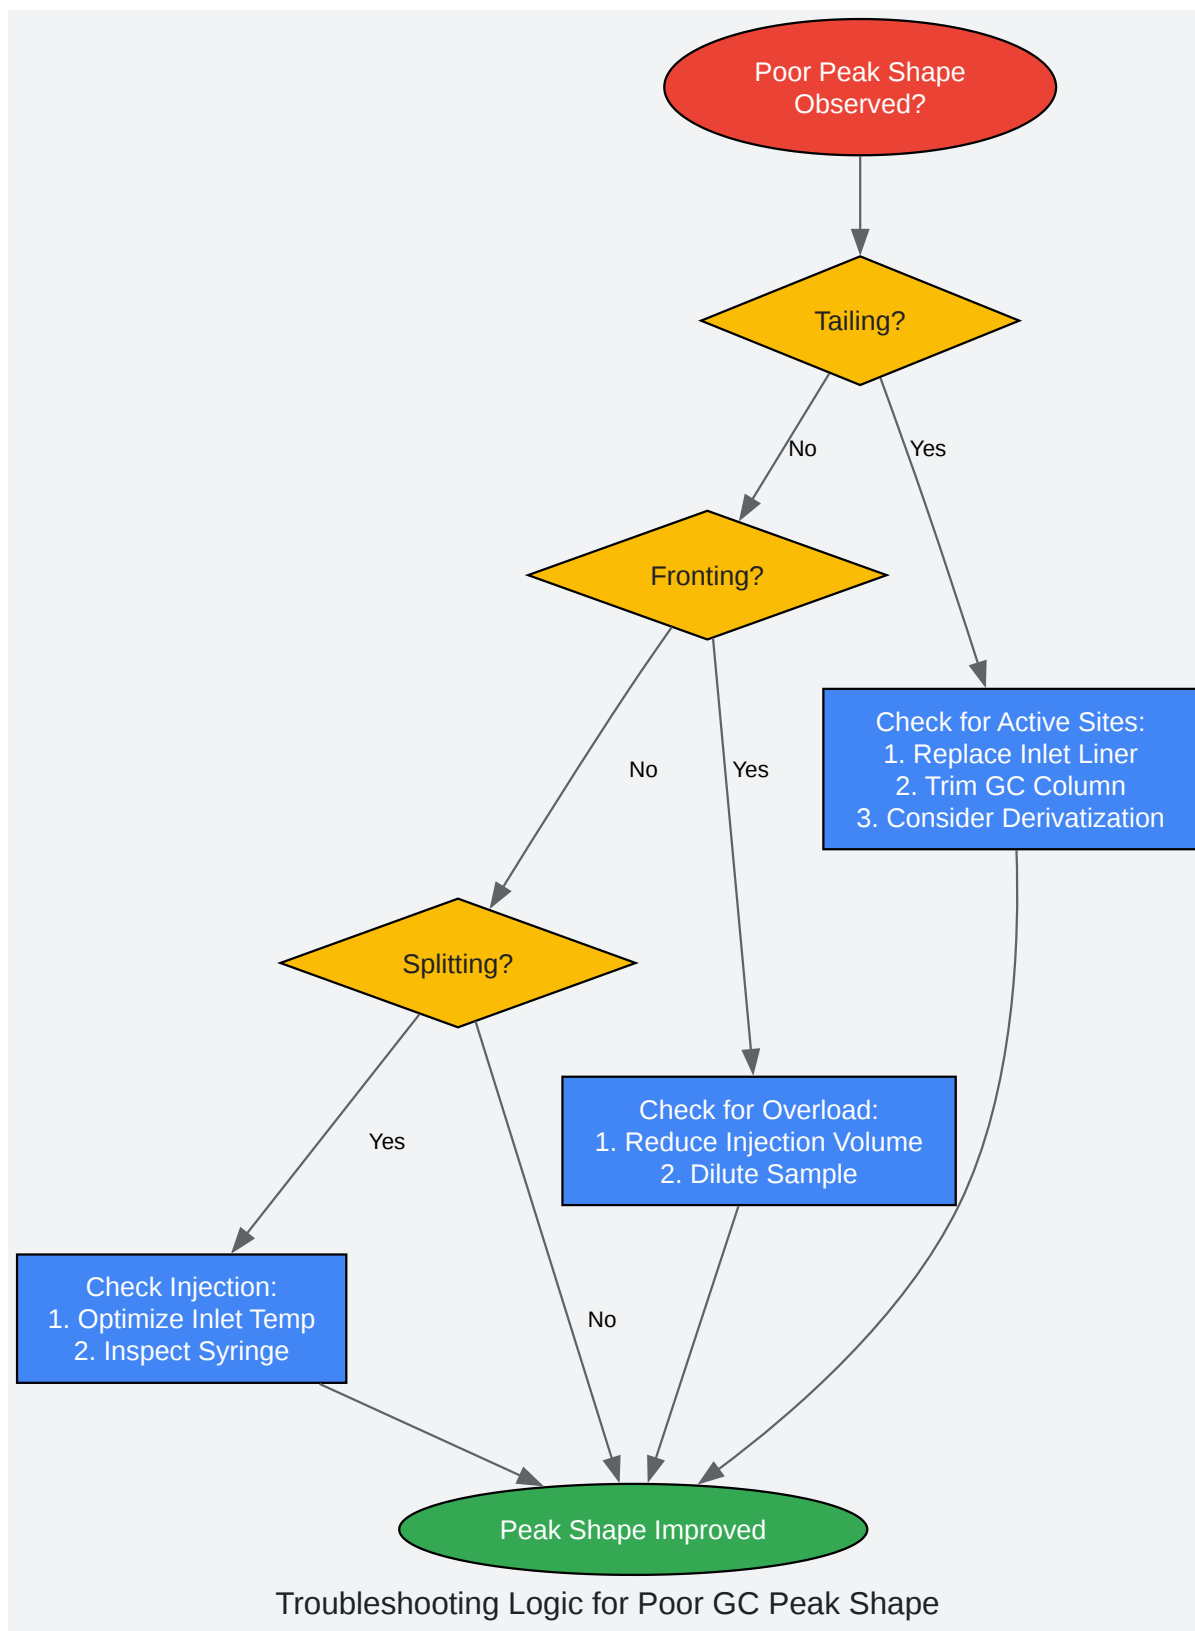 Poor Peak Shape
Observed?
Tailing?
No
Yes
Fronting?
No
Yes
Check for Active Sites:
1. Replace Inlet Liner
2. Trim GC Column
3. Consider Derivatization
Splitting?
Yes
No
Check for Overload:
1. Reduce Injection Volume
2. Dilute Sample
Check Injection:
1. Optimize Inlet Temp
2. Inspect Syringe
Peak Shape Improved
Troubleshooting Logic for Poor GC Peak Shape